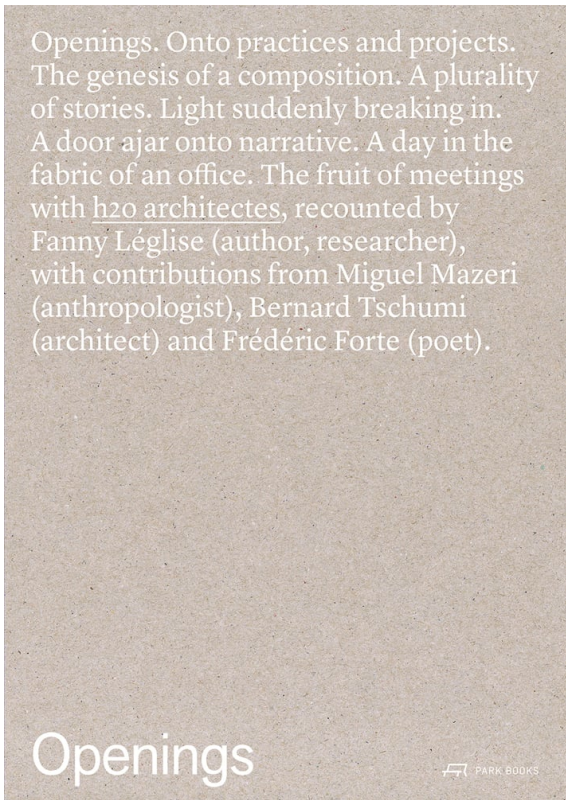 Openings. Onto practices and projects.
The genesis of a composition. A plurality
of stories. Light suddenly breaking in.
A door ajar onto narrative. A day in the
fabric of an office. The fruit of meetings
with h2o architectes, recounted by
Fanny Léglise (author, researcher),
with contributions from Miguel Mazeri
(anthropologist), Bernard Tschumi
(architect) and Frédéric Forte (poet).
Openings
PARK BOOKS